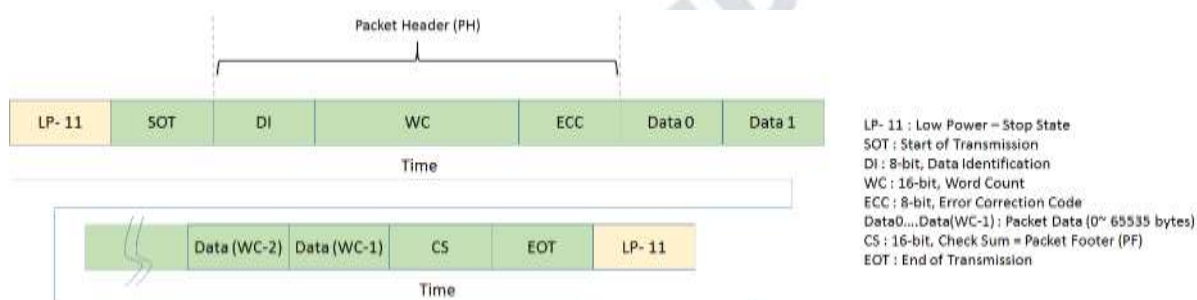 Packet Header (PH)
LP- 11 SOT DI WC ECC Data 0 Data 1
Time
LP- 11 : Low Power – Stop State
SOT : Start of Transmission
DI : 8-bit, Data Identification
WC : 16-bit, Word Count
ECC : 8-bit, Error Correction Code
Data0....Data(WC-1) : Packet Data (0~ 65535 bytes)
CS : 16-bit, Check Sum = Packet Footer (PF)
EOT : End of Transmission
Data (WC-2) Data (WC-1) CS EOT LP- 11
Time